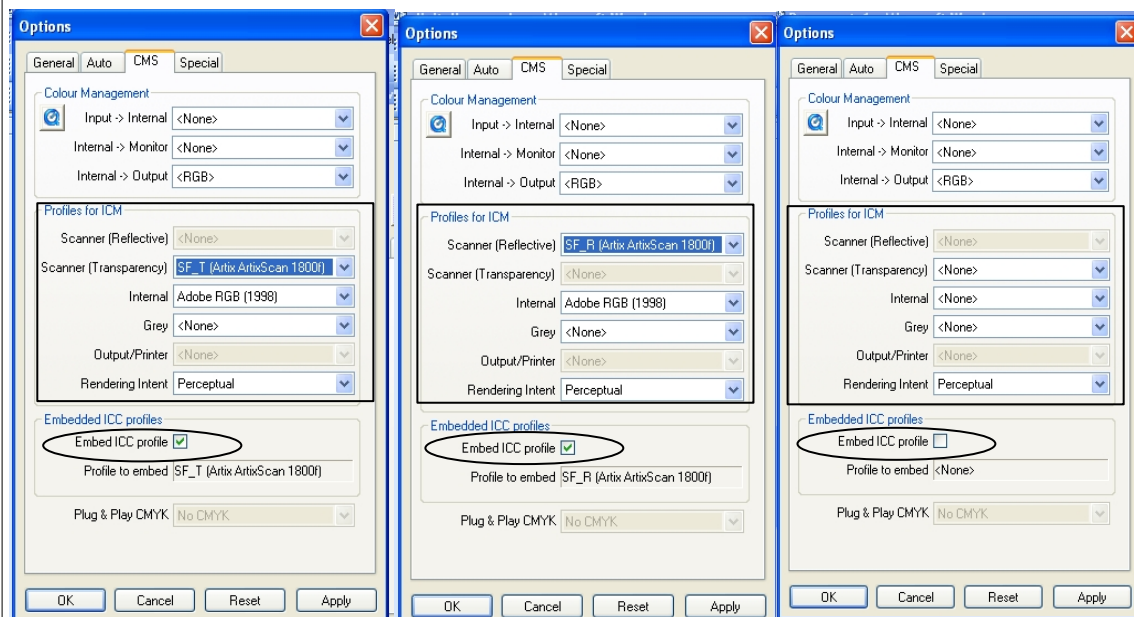 Options
General Auto CMS Special
Colour Management
Input -> Internal <None>
Internal -> Monitor <None>
Internal -> Output <RGB>
Profiles for ICM
Scanner (Reflective) <None>
Scanner (Transparency) SF_T (Artix ArtixScan 1800f)
Internal Adobe RGB (1998)
Grey <None>
Output/Printer <None>
Rendering Intent Perceptual
Embedded ICC profiles
Embed ICC profile
Profile to embed SF_T (Artix ArtixScan 1800f)
Plug & Play CMYK No CMYK
OK Cancel Reset Apply
Options
General Auto CMS Special
Colour Management
Input -> Internal <None>
Internal -> Monitor <None>
Internal -> Output <RGB>
Profiles for ICM
Scanner (Reflective) SF_R (Artix ArtixScan 1800f)
Scanner (Transparency) <None>
Internal Adobe RGB (1998)
Grey <None>
Output/Printer <None>
Rendering Intent Perceptual
Embedded ICC profiles
Embed ICC profile
Profile to embed SF_R (Artix ArtixScan 1800f)
Plug & Play CMYK No CMYK
OK Cancel Reset Apply
Options
General Auto CMS Special
Colour Management
Input -> Internal <None>
Internal -> Monitor <None>
Internal -> Output <RGB>
Profiles for ICM
Scanner (Reflective) <None>
Scanner (Transparency) <None>
Internal <None>
Grey <None>
Output/Printer <None>
Rendering Intent Perceptual
Embedded ICC profiles
Embed ICC profile
Profile to embed <None>
Plug & Play CMYK No CMYK
OK Cancel Reset Apply